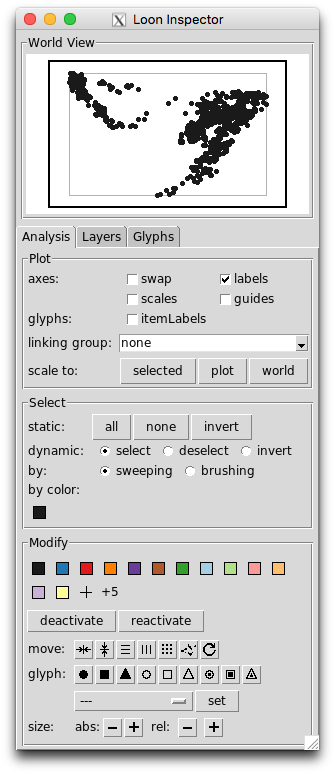 Loon Inspector
World View
Analysis Layers Glyphs
Plot
axes: swap labels
scales guides
glyphs: itemLabels
linking group: none
scale to: selected plot world
Select
static: all none invert
dynamic: select deselect invert
by: sweeping brushing
by color:
Modify
+5
deactivate reactivate
move:
glyph:
--- set
size: abs: − + rel: − +